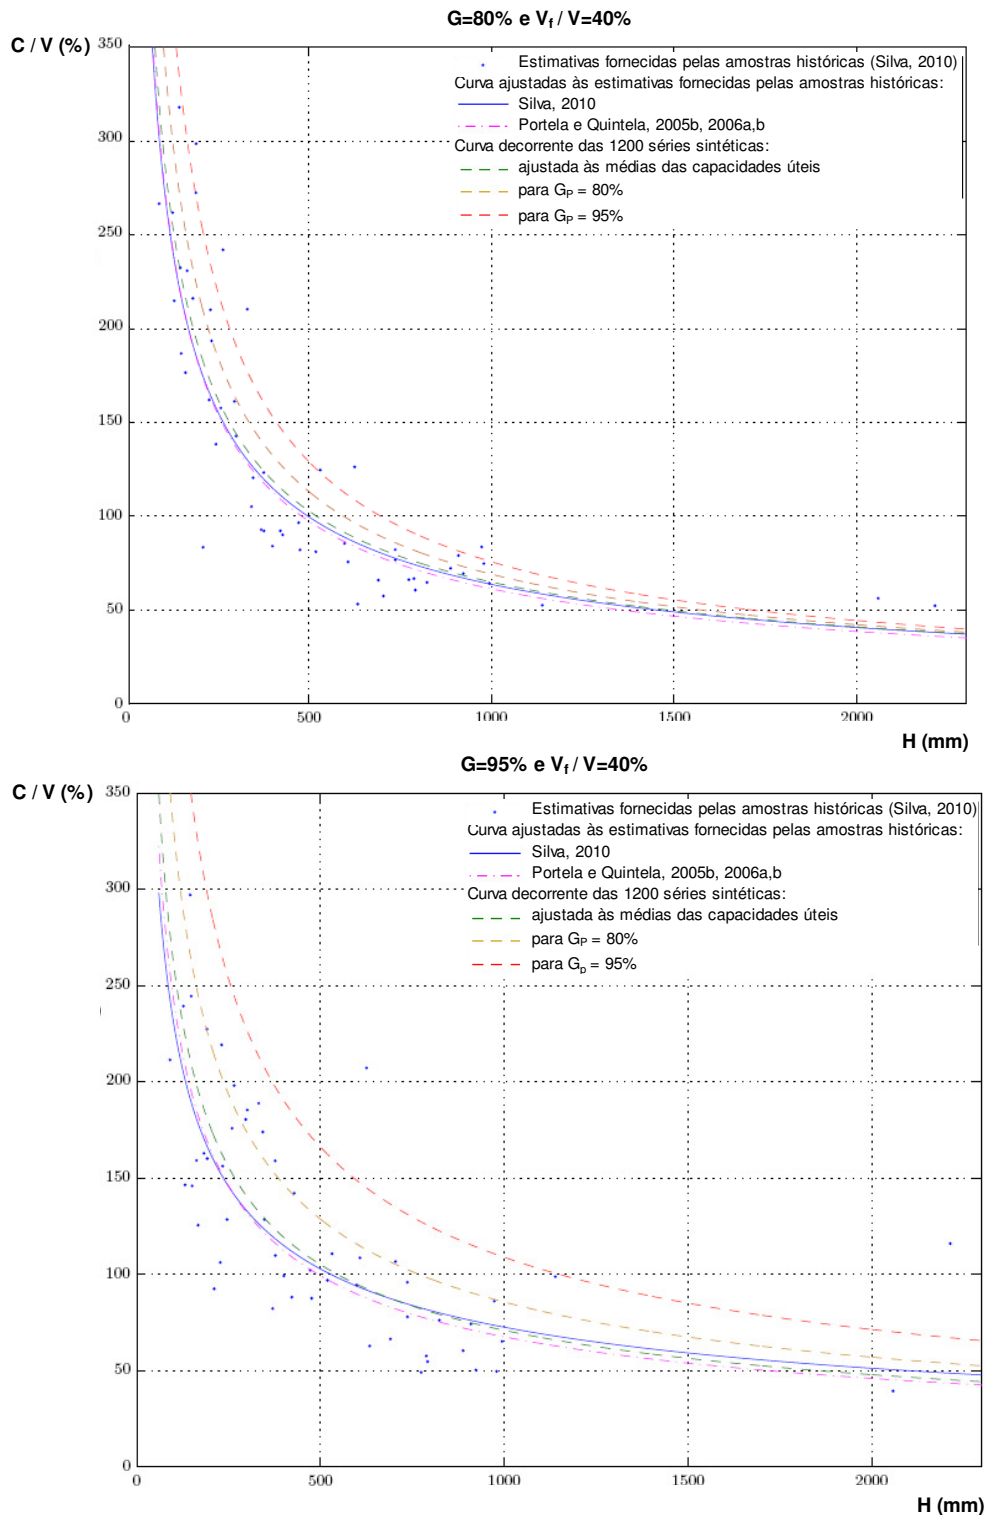 G=80% e Vf / V=40%
C / V (%)
350
300
250
200
150
100
50
0
0
500
1000
1500
2000
Estimativas fornecidas pelas amostras históricas (Silva, 2010)
Curva ajustadas às estimativas fornecidas pelas amostras históricas:
Silva, 2010
Portela e Quintela, 2005b, 2006a,b
Curva decorrente das 1200 séries sintéticas:
ajustada às médias das capacidades úteis
para GP = 80%
para GP = 95%
H (mm)
G=95% e Vf / V=40%
C / V (%)
350
300
250
200
150
100
50
0
0
500
1000
1500
2000
Estimativas fornecidas pelas amostras históricas (Silva, 2010)
Curva ajustadas às estimativas fornecidas pelas amostras históricas:
Silva, 2010
Portela e Quintela, 2005b, 2006a,b
Curva decorrente das 1200 séries sintéticas:
ajustada às médias das capacidades úteis
para GP = 80%
para Gp = 95%
H (mm)